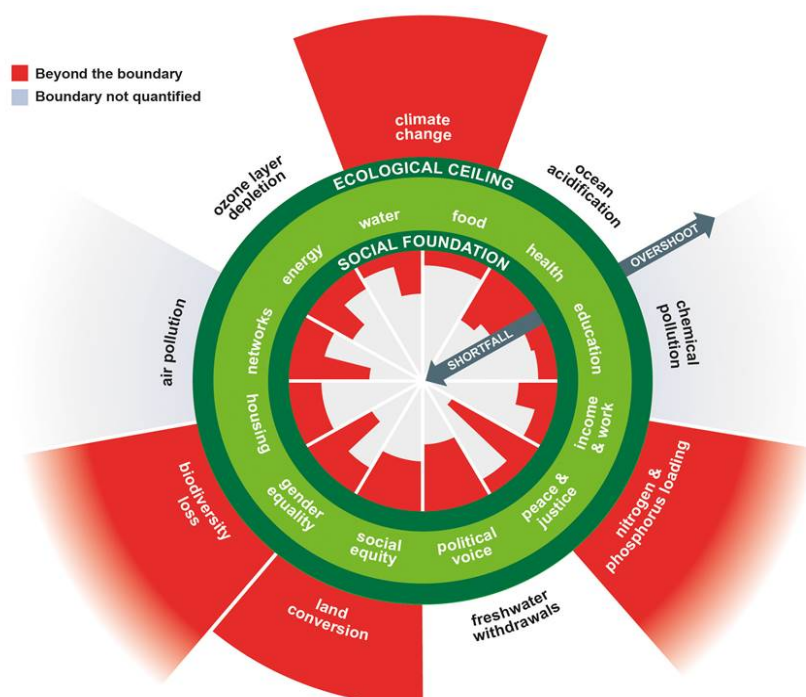 Beyond the boundary
Boundary not quantified
climate
change
ozone layer
depletion
ocean
acidification
ECOLOGICAL CEILING
OVERSHOOT
water
food
energy
health
SOCIAL FOUNDATION
networks
education
SHORTFALL
air pollution
chemical
pollution
housing
income
& work
gender
equality
peace &
justice
social
equity
political
voice
biodiversity
loss
nitrogen &
phosphorus loading
land
conversion
freshwater
withdrawals